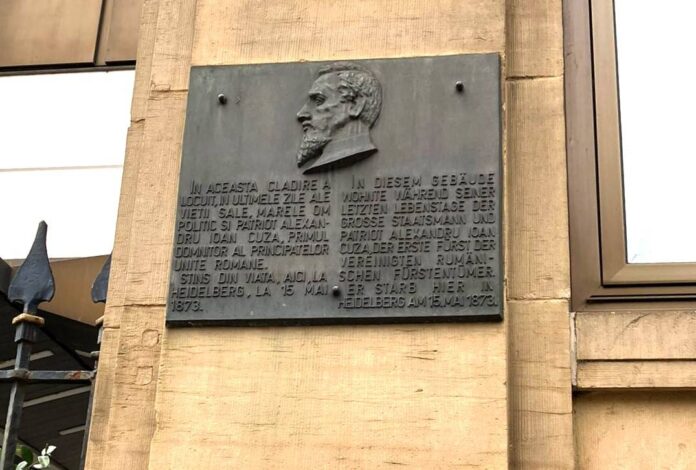 IN ACEASTA CLADIRE A
LOCUIT, IN ULTIMELE ZILE ALE
VIETII SALE, MARELE OM
POLITIC SI PATRIOT ALEXAN-
DRU IOAN CUZA, PRIMUL
DOMNITOR AL PRINCIPATELOR
UNITE ROMANE.
STINS DIN VIATA, AICI, LA
HEIDELBERG, LA 15 MAI
1873.
IN DIESEM GEBÄUDE
WOHNTE WÄHREND SEINER
LETZTEN LEBENSTAGE DER
GROSSE STAATSMANN UND
PATRIOT ALEXANDRU IOAN
CUZA, DER ERSTE FÜRST DER
VEREINIGTEN RUMÄNI-
SCHEN FÜRSTENTÜMER.
ER STARB HIER IN
HEIDELBERG AM 15. MAI 1873.